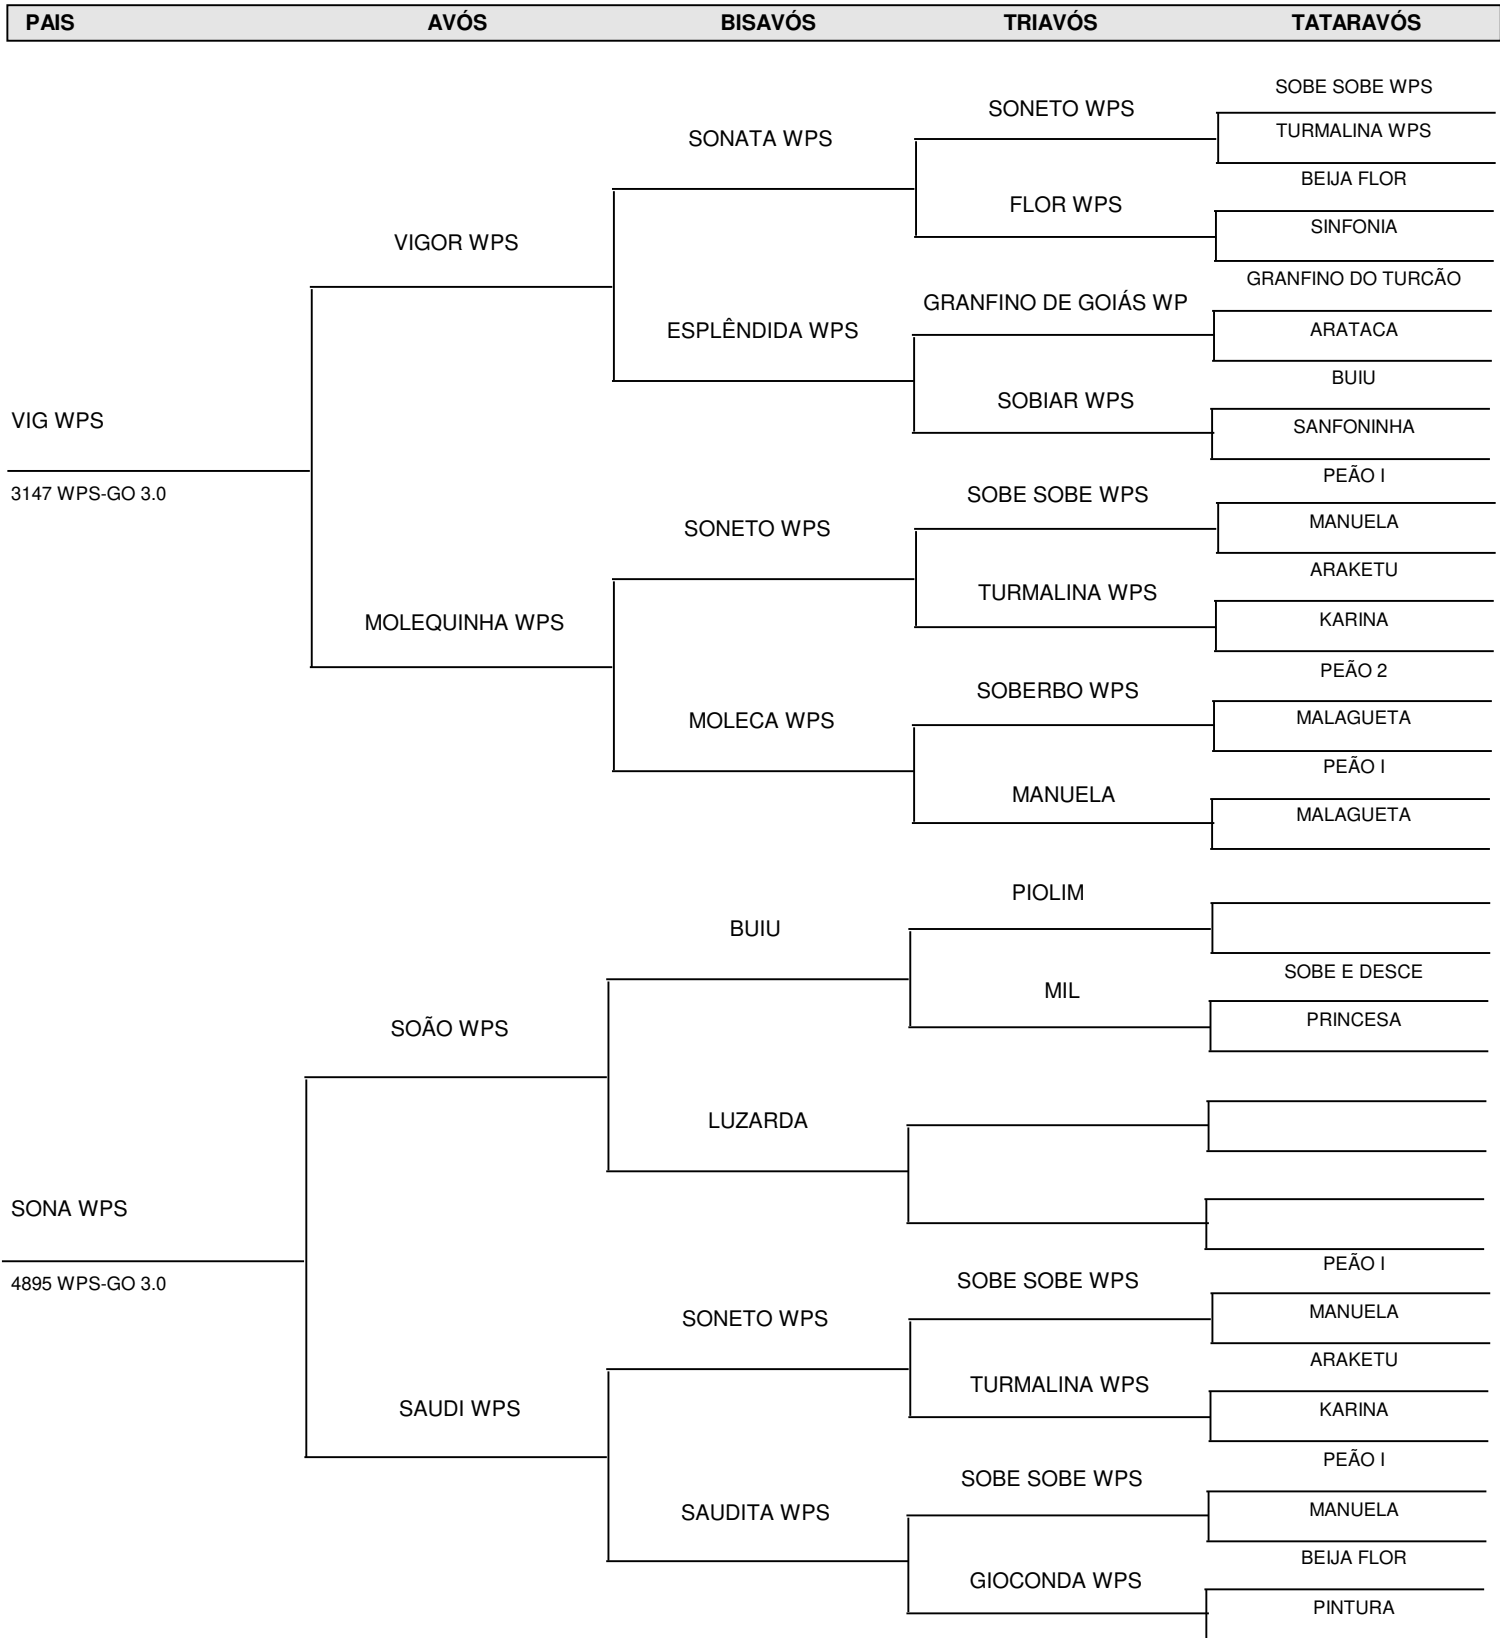 PAIS AVÓS BISAVÓS TRIAVÓS TATARAVÓS
SOBE SOBE WPS
SONETO WPS
TURMALINA WPS
SONATA WPS
BEIJA FLOR
FLOR WPS
SINFONIA
VIGOR WPS
GRANFINO DO TURCÃO
GRANFINO DE GOIÁS WP
ESPLÊNDIDA WPS
ARATACA
BUIU
SOBIAR WPS
VIG WPS
SANFONINHA
PEÃO I
3147 WPS-GO 3.0
SOBE SOBE WPS
MANUELA
SONETO WPS
ARAKETU
TURMALINA WPS
KARINA
MOLEQUINHA WPS
PEÃO 2
SOBERBO WPS
MALAGUETA
MOLECA WPS
PEÃO I
MANUELA
MALAGUETA
PIOLIM
BUIU
SOBE E DESCE
MIL
PRINCESA
SOÃO WPS
LUZARDA
SONA WPS
PEÃO I
4895 WPS-GO 3.0
SOBE SOBE WPS
MANUELA
SONETO WPS
ARAKETU
TURMALINA WPS
KARINA
SAUDI WPS
PEÃO I
SOBE SOBE WPS
MANUELA
SAUDITA WPS
BEIJA FLOR
GIOCONDA WPS
PINTURA